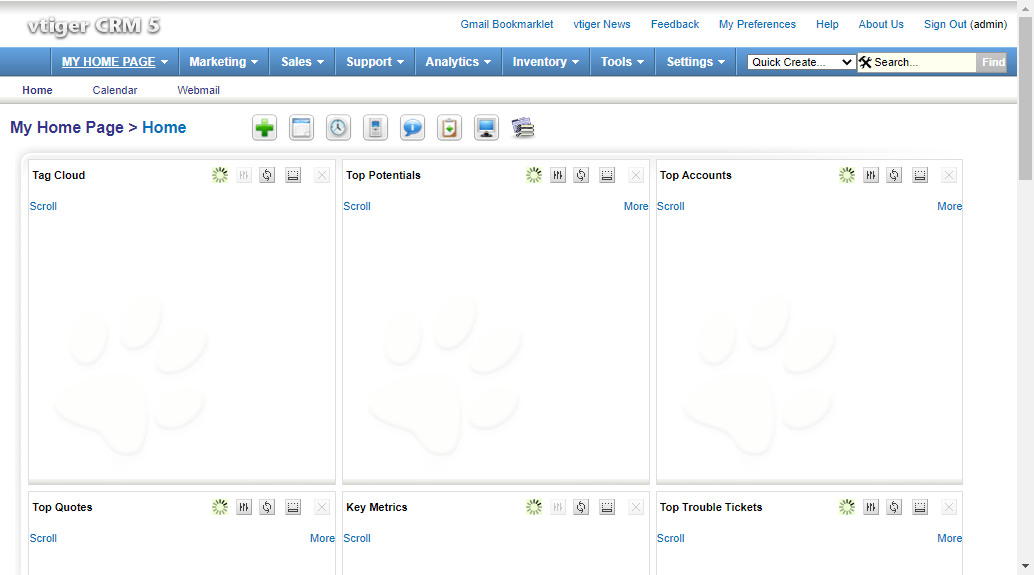 vtiger CRM 5
Gmail Bookmarklet vtiger News Feedback My Preferences Help About Us Sign Out (admin)
MY HOME PAGE Marketing Sales Support Analytics Inventory Tools Settings Quick Create... Search... Find
Home Calendar Webmail
My Home Page > Home
Tag Cloud Top Potentials Top Accounts
Scroll Scroll More Scroll More
Top Quotes Key Metrics Top Trouble Tickets
Scroll More Scroll Scroll More